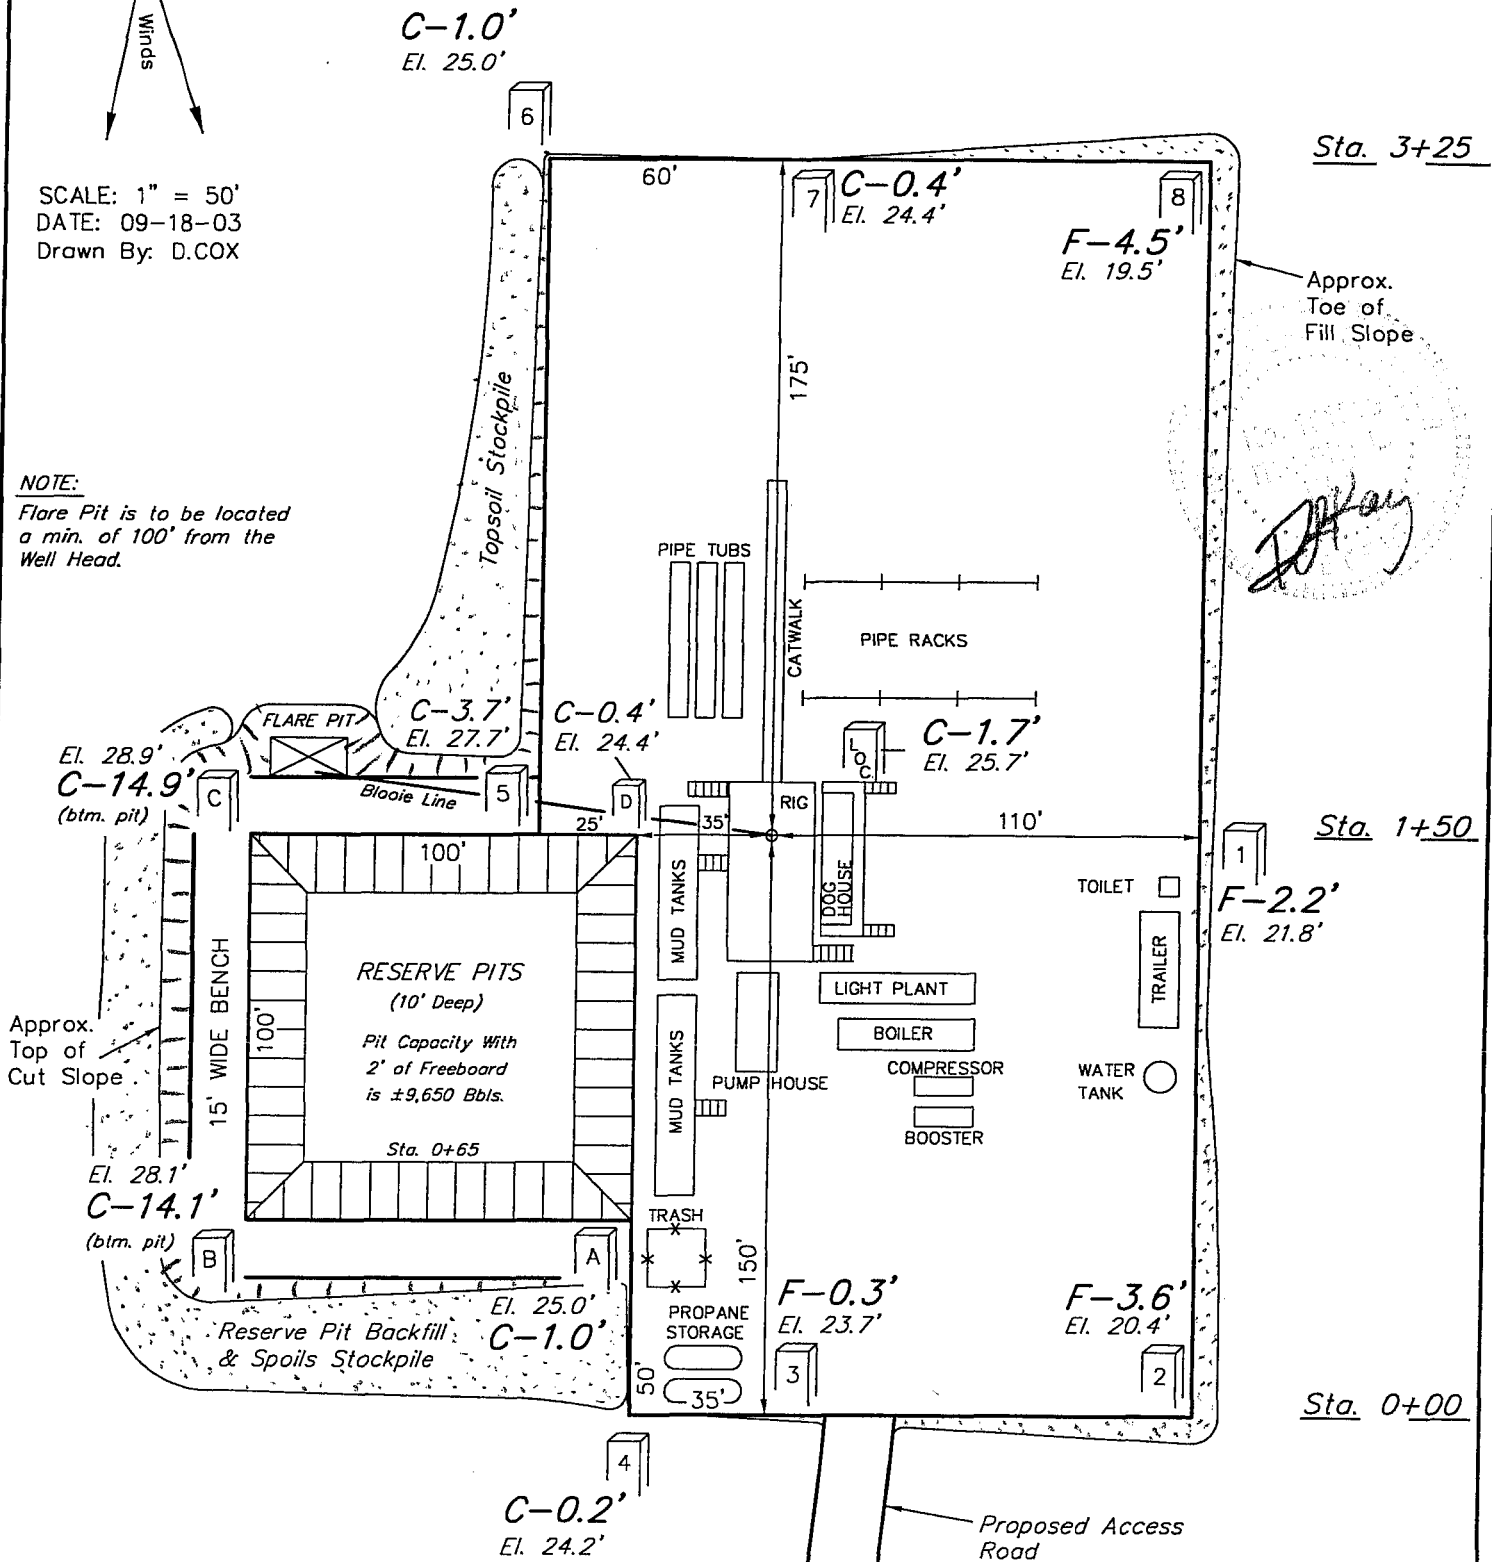 Winds
C-1.0'
El. 25.0'
6
Sta. 3+25
60'
7
C-0.4'
El. 24.4'
8
F-4.5'
El. 19.5'
SCALE: 1" = 50'
DATE: 09-18-03
Drawn By: D.COX
Approx.
Toe of
Fill Slope
175'
Topsoil Stockpile
NOTE:
Flare Pit is to be located
a min. of 100' from the
Well Head.
PIPE TUBS
CATWALK
PIPE RACKS
FLARE PIT
C-3.7'
El. 27.7'
C-0.4'
El. 24.4'
LOC.
C-1.7'
El. 25.7'
El. 28.9'
C-14.9'
(btm. pit)
C
Blooie Line
5
D
RIG
25'
35'
110'
Sta. 1+50
1
F-2.2'
El. 21.8'
100'
MUD TANKS
DOG HOUSE
TOILET
TRAILER
RESERVE PITS
(10' Deep)
Pit Capacity With
2' of Freeboard
is ±9,650 Bbls.
Sta. 0+65
100'
15' WIDE BENCH
Approx.
Top of
Cut Slope
LIGHT PLANT
BOILER
MUD TANKS
PUMP HOUSE
COMPRESSOR
BOOSTER
WATER
TANK
El. 28.1'
C-14.1'
(btm. pit)
B
A
TRASH
150'
El. 25.0'
C-1.0'
Reserve Pit Backfill
& Spoils Stockpile
PROPANE
STORAGE
F-0.3'
El. 23.7'
3
F-3.6'
El. 20.4'
2
50'
35'
Sta. 0+00
4
C-0.2'
El. 24.2'
Proposed Access
Road